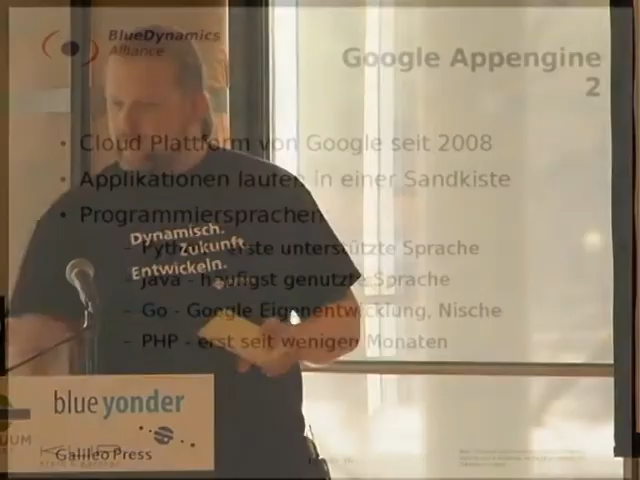 BlueDynamics
Alliance
Google Appengine
2
• Cloud Plattform von Google seit 2008
• Applikationen laufen in einer Sandkiste
• Programmiersprachen
Dynamisch.
Zukunft
Entwickeln.
– Python - erste unterstützte Sprache
– Java - häufigst genutzte Sprache
– Go - Google Eigenentwicklung, Nische
– PHP - erst seit wenigen Monaten
blue yonder
Galileo Press